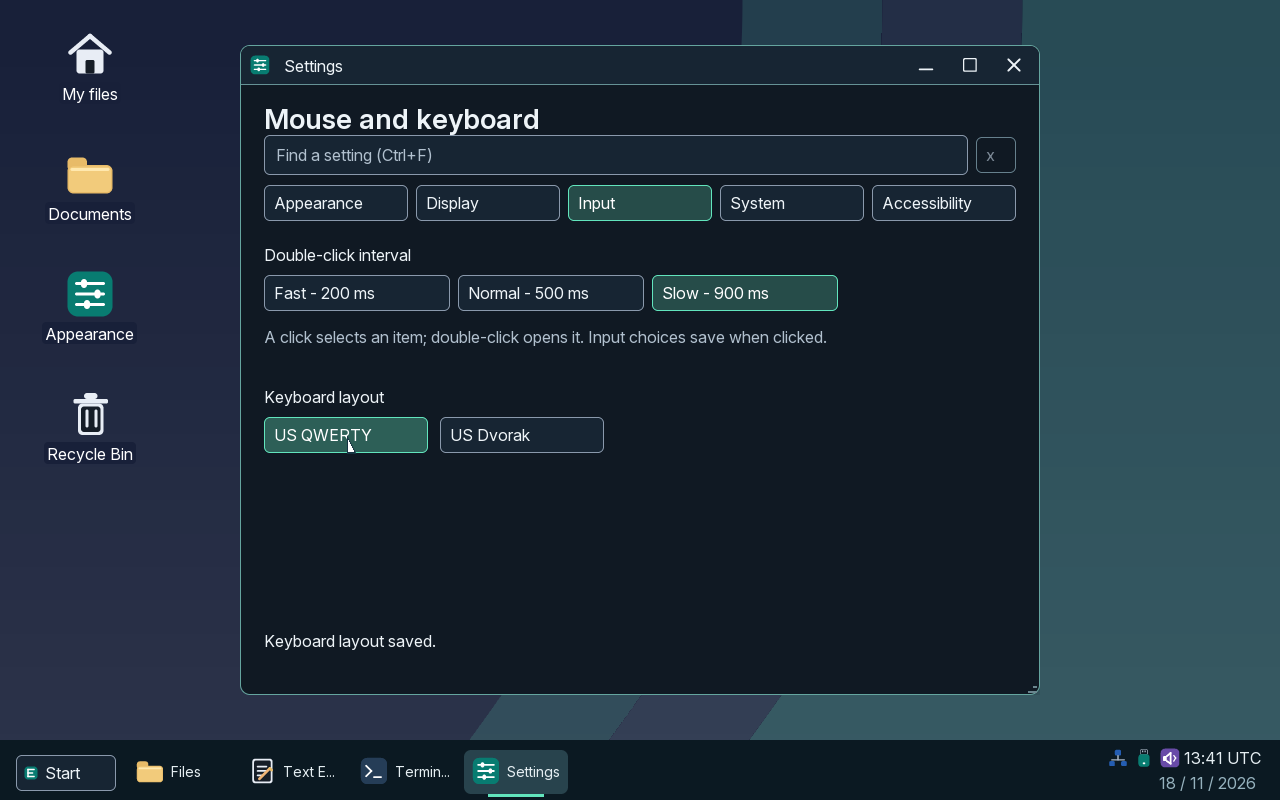 My files
Documents
Appearance
Recycle Bin
Settings
Mouse and keyboard
Find a setting (Ctrl+F)
x
Appearance
Display
Input
System
Accessibility
Double-click interval
Fast - 200 ms
Normal - 500 ms
Slow - 900 ms
A click selects an item; double-click opens it. Input choices save when clicked.
Keyboard layout
US QWERTY
US Dvorak
Keyboard layout saved.
Start
Files
Text E...
Termin...
Settings
13:41 UTC
18 / 11 / 2026